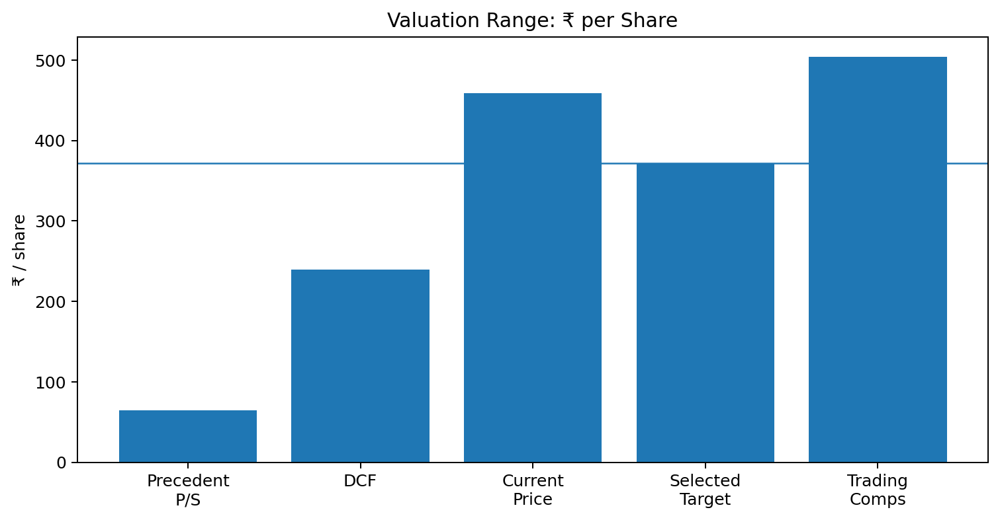 Valuation Range: ₹ per Share
₹ / share
500
400
300
200
100
0
Precedent
P/S
DCF
Current
Price
Selected
Target
Trading
Comps